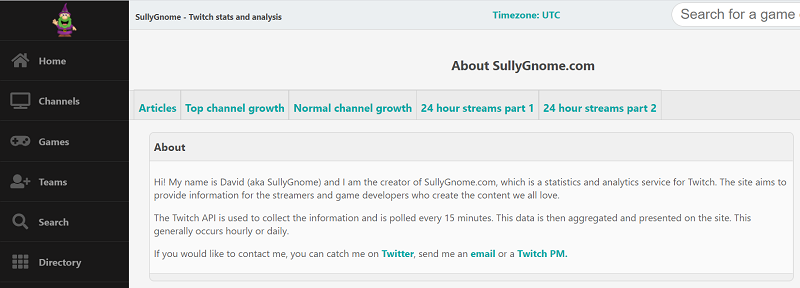 SullyGnome - Twitch stats and analysis
Timezone: UTC
Search for a game
Home
Channels
Games
Teams
Search
Directory
About SullyGnome.com
Articles
Top channel growth
Normal channel growth
24 hour streams part 1
24 hour streams part 2
About
Hi! My name is David (aka SullyGnome) and I am the creator of SullyGnome.com, which is a statistics and analytics service for Twitch. The site aims to
provide information for the streamers and game developers who create the content we all love.
The Twitch API is used to collect the information and is polled every 15 minutes. This data is then aggregated and presented on the site. This
generally occurs hourly or daily.
If you would like to contact me, you can catch me on Twitter, send me an email or a Twitch PM.